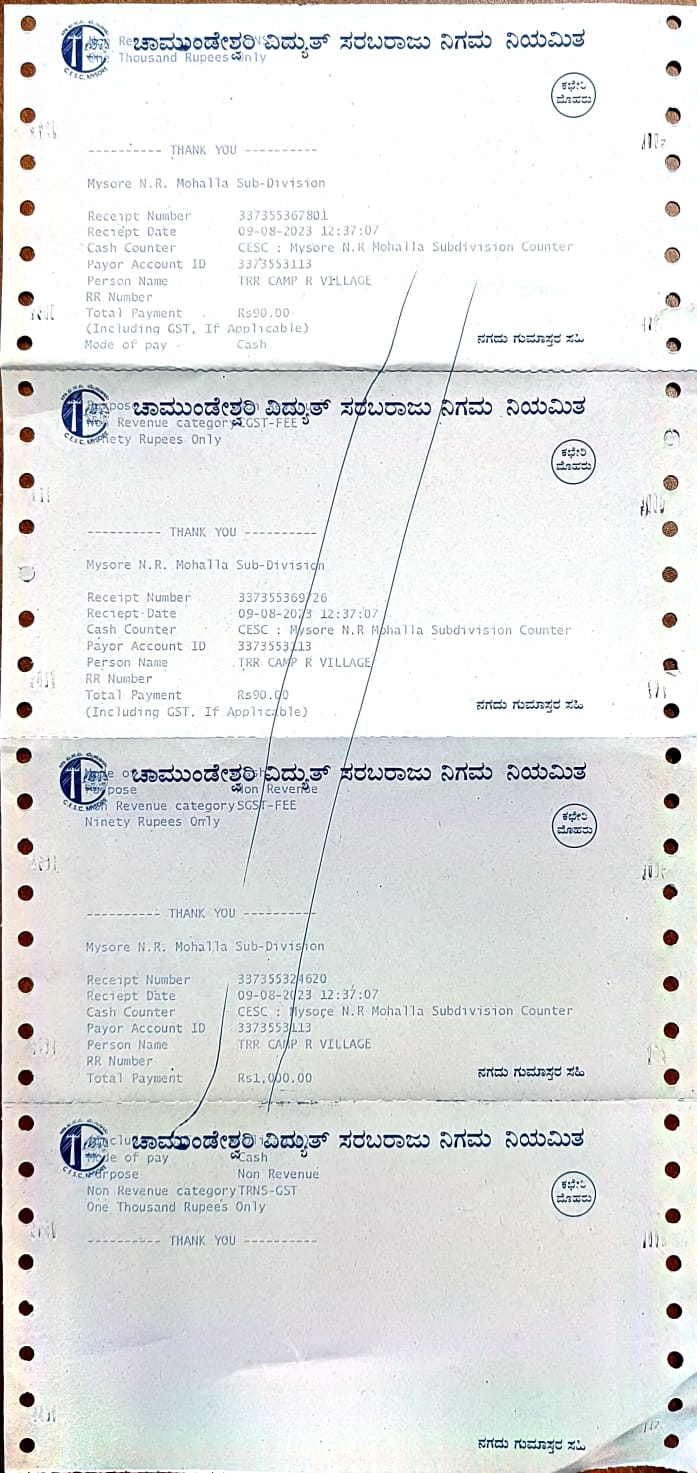 ಚಾಮುಂಡೇಶ್ವರಿ ವಿದ್ಯುತ್ ಸರಬರಾಜು ನಿಗಮ ನಿಯಮಿತ
One Thousand Rupees Only
ಕಛೇರಿ
ಮೊಹರು
---------- THANK YOU ----------
Mysore N.R. Mohalla Sub-Division
Receipt Number 337355367801
Reciept Date 09-08-2023 12:37:07
Cash Counter CESC : Mysore N.R Mohalla Subdivision Counter
Payor Account ID 3373553113
Person Name TRR CAMP R VILLAGE
RR Number
Total Payment Rs90.00
(Including GST, If Applicable)
Mode of pay Cash
ನಗದು ಗುಮಾಸ್ತರ ಸಹಿ
ಚಾಮುಂಡೇಶ್ವರಿ ವಿದ್ಯುತ್ ಸರಬರಾಜು ನಿಗಮ ನಿಯಮಿತ
Revenue category CGST-FEE
Ninety Rupees Only
ಕಛೇರಿ
ಮೊಹರು
---------- THANK YOU ----------
Mysore N.R. Mohalla Sub-Division
Receipt Number 337355369726
Reciept Date 09-08-2023 12:37:07
Cash Counter CESC : Mysore N.R Mohalla Subdivision Counter
Payor Account ID 3373553113
Person Name TRR CAMP R VILLAGE
RR Number
Total Payment Rs90.00
(Including GST, If Applicable)
ನಗದು ಗುಮಾಸ್ತರ ಸಹಿ
ಚಾಮುಂಡೇಶ್ವರಿ ವಿದ್ಯುತ್ ಸರಬರಾಜು ನಿಗಮ ನಿಯಮಿತ
Purpose Non Revenue
Non Revenue category SGST-FEE
Ninety Rupees Only
ಕಛೇರಿ
ಮೊಹರು
---------- THANK YOU ----------
Mysore N.R. Mohalla Sub-Division
Receipt Number 337355324620
Reciept Date 09-08-2023 12:37:07
Cash Counter CESC : Mysore N.R Mohalla Subdivision Counter
Payor Account ID 3373553113
Person Name TRR CAMP R VILLAGE
RR Number
Total Payment Rs1,000.00
ನಗದು ಗುಮಾಸ್ತರ ಸಹಿ
ಚಾಮುಂಡೇಶ್ವರಿ ವಿದ್ಯುತ್ ಸರಬರಾಜು ನಿಗಮ ನಿಯಮಿತ
Mode of pay Cash
Purpose Non Revenue
Non Revenue category TRNS-GST
One Thousand Rupees Only
ಕಛೇರಿ
ಮೊಹರು
---------- THANK YOU ----------
ನಗದು ಗುಮಾಸ್ತರ ಸಹಿ